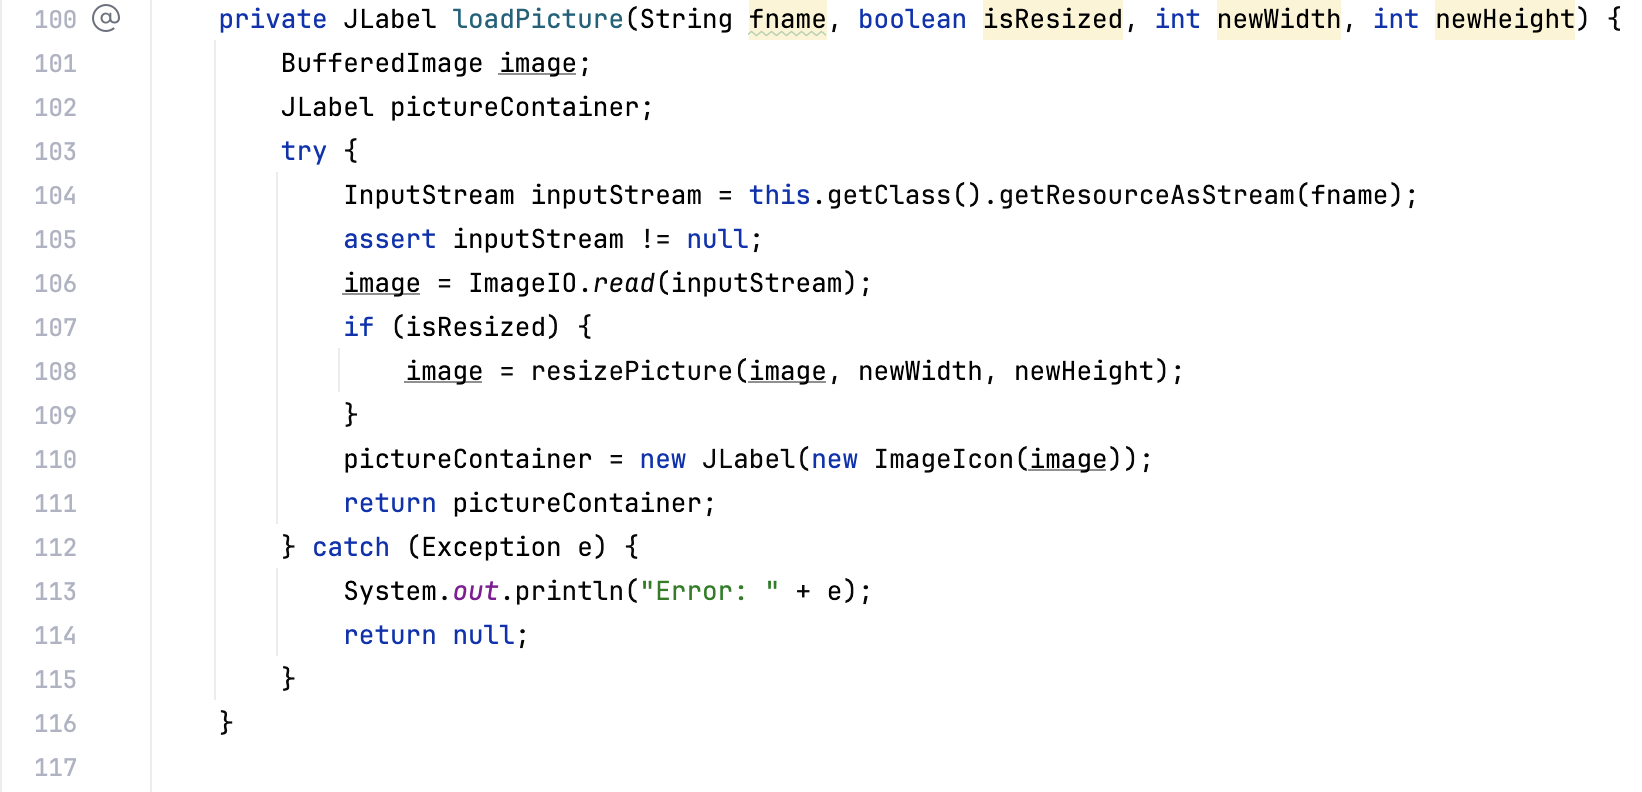 100 @ private JLabel loadPicture(String fname, boolean isResized, int newWidth, int newHeight) {
101 BufferedImage image;
102 JLabel pictureContainer;
103 try {
104 InputStream inputStream = this.getClass().getResourceAsStream(fname);
105 assert inputStream != null;
106 image = ImageIO.read(inputStream);
107 if (isResized) {
108 image = resizePicture(image, newWidth, newHeight);
109 }
110 pictureContainer = new JLabel(new ImageIcon(image));
111 return pictureContainer;
112 } catch (Exception e) {
113 System.out.println("Error: " + e);
114 return null;
115 }
116 }
117